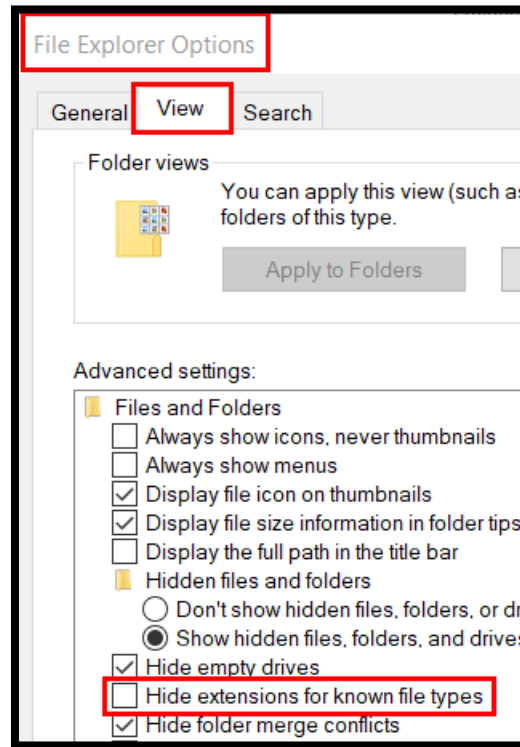 File Explorer Options
General View Search
Folder views
You can apply this view (such as
folders of this type.
Apply to Folders
Advanced settings:
Files and Folders
Always show icons, never thumbnails
Always show menus
Display file icon on thumbnails
Display file size information in folder tips
Display the full path in the title bar
Hidden files and folders
Don't show hidden files, folders, or
Show hidden files, folders, and drives
Hide empty drives
Hide extensions for known file types
Hide folder merge conflicts